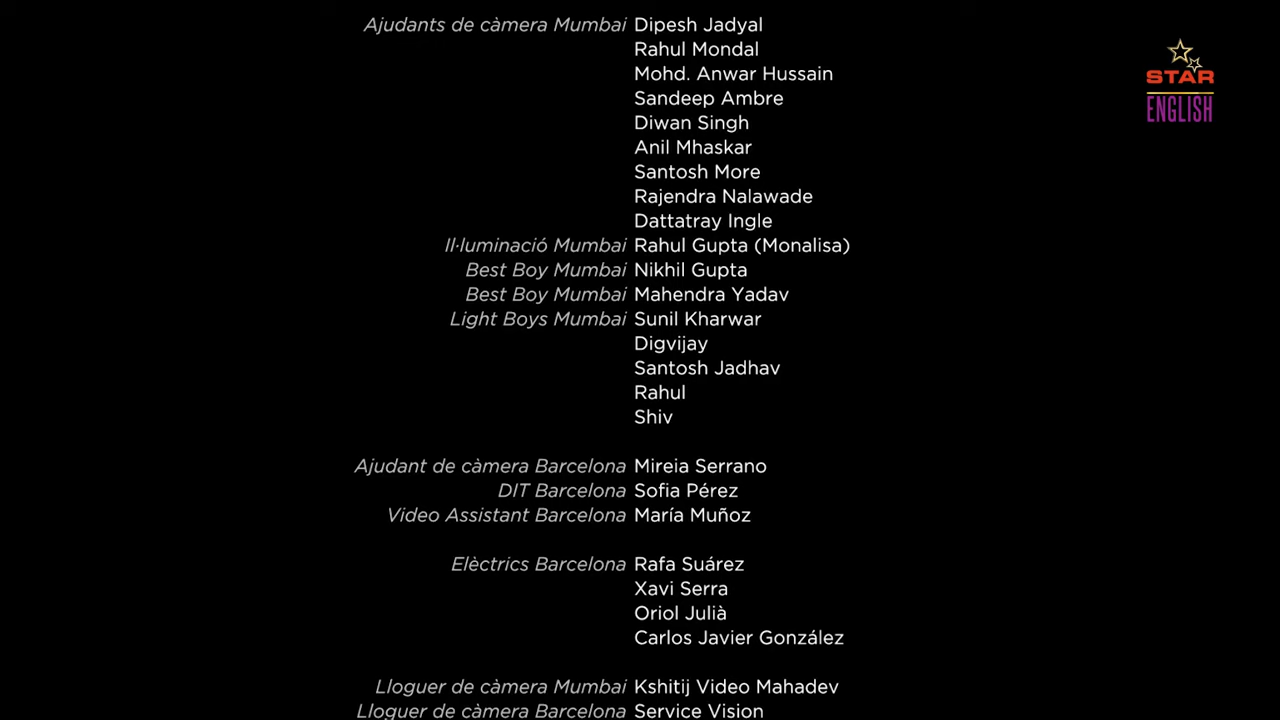 Ajudants de càmera Mumbai Dipesh Jadyal
Rahul Mondal
Mohd. Anwar Hussain
Sandeep Ambre
Diwan Singh
Anil Mhaskar
Santosh More
Rajendra Nalawade
Dattatray Ingle
Il·luminació Mumbai Rahul Gupta (Monalisa)
Best Boy Mumbai Nikhil Gupta
Best Boy Mumbai Mahendra Yadav
Light Boys Mumbai Sunil Kharwar
Digvijay
Santosh Jadhav
Rahul
Shiv
Ajudant de càmera Barcelona Mireia Serrano
DIT Barcelona Sofia Pérez
Video Assistant Barcelona María Muñoz
Elèctrics Barcelona Rafa Suárez
Xavi Serra
Oriol Julià
Carlos Javier González
Lloguer de càmera Mumbai Kshitij Video Mahadev
Lloguer de càmera Barcelona Service Vision
STAR
ENGLISH